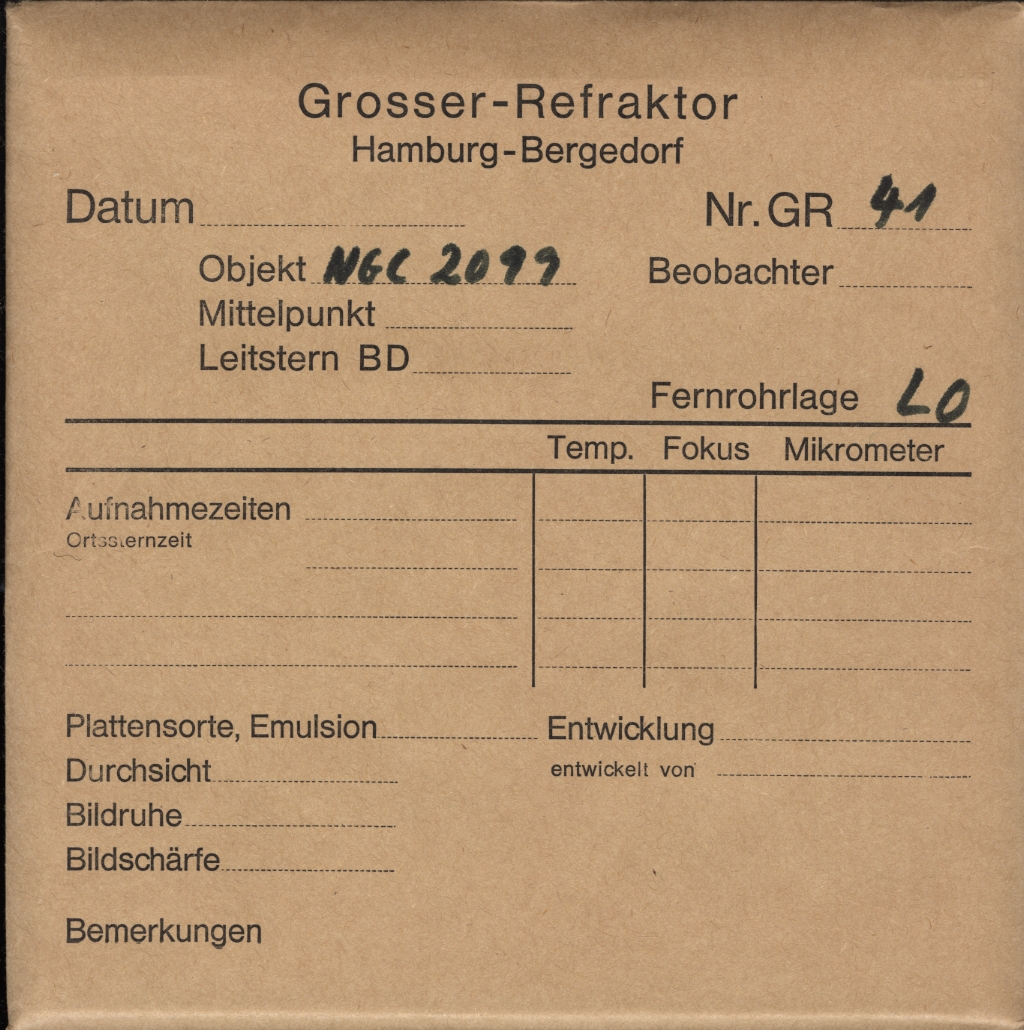 Grosser-Refraktor
Hamburg-Bergedorf
Datum Nr. GR 41
Objekt NGC 2099 Beobachter
Mittelpunkt
Leitstern BD
Fernrohrlage LO
Temp. Fokus Mikrometer
Aufnahmezeiten
Ortssternzeit
Plattensorte, Emulsion Entwicklung
Durchsicht entwickelt von
Bildruhe
Bildschärfe
Bemerkungen